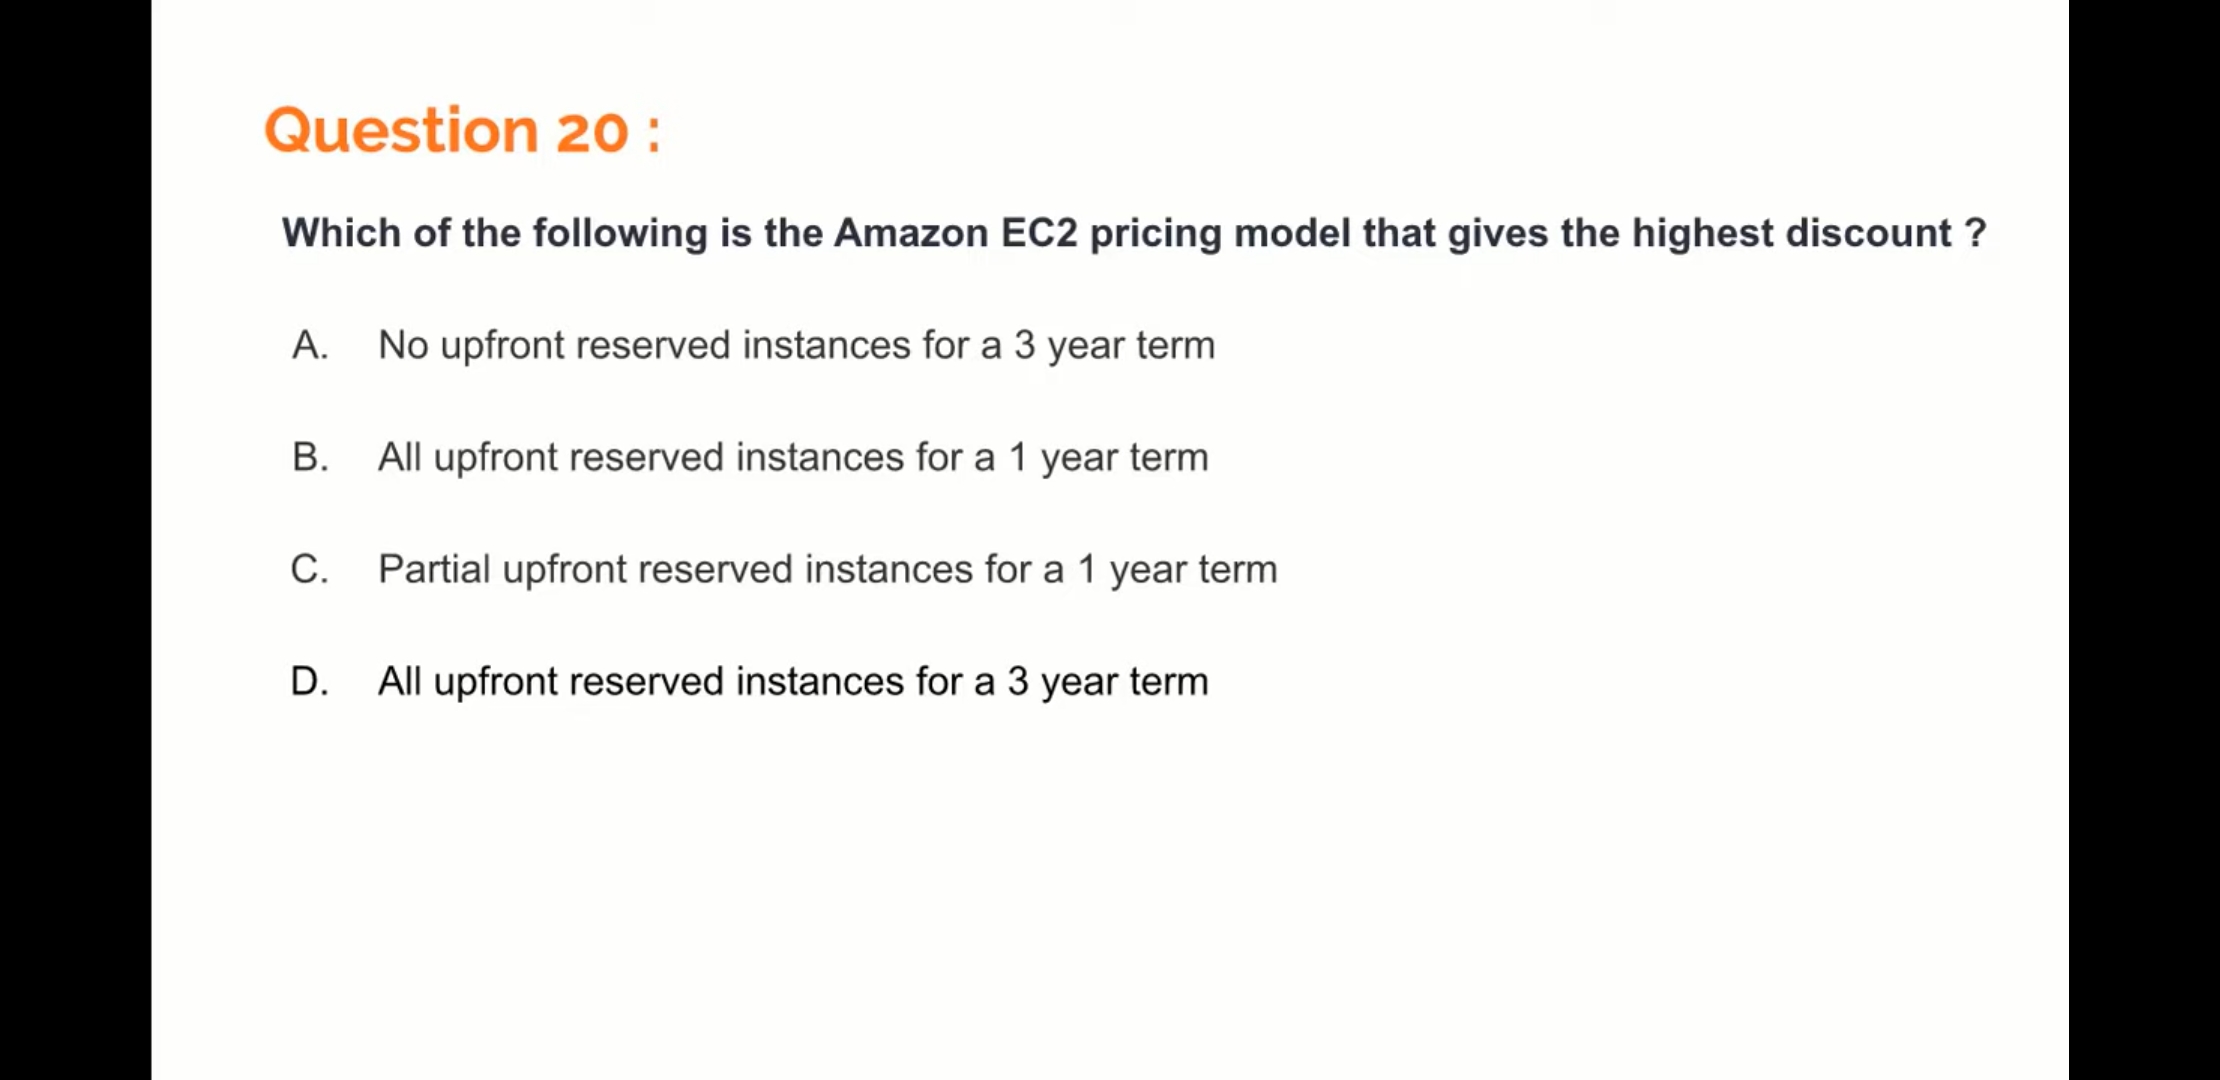 Question 20 :
Which of the following is the Amazon EC2 pricing model that gives the highest discount ?
A. No upfront reserved instances for a 3 year term
B. All upfront reserved instances for a 1 year term
C. Partial upfront reserved instances for a 1 year term
D. All upfront reserved instances for a 3 year term